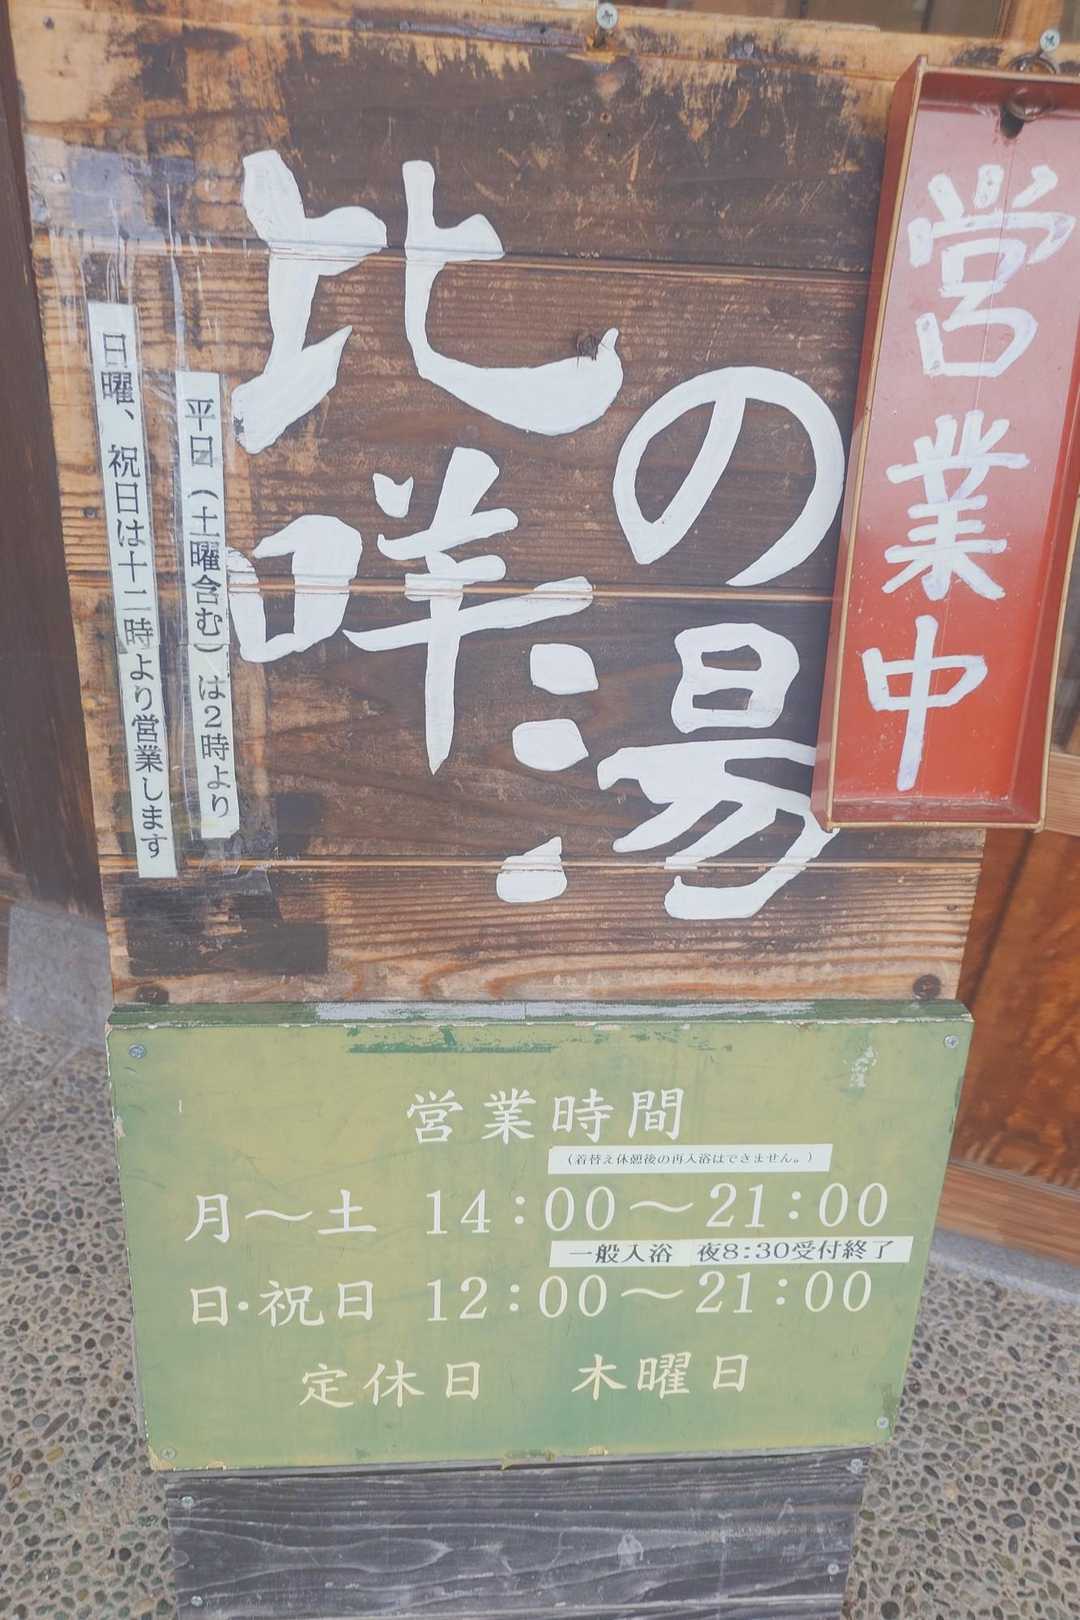 営業中
の湯
比咩
平日(土曜含む)は2時より
日曜、祝日は十二時より営業します
営業時間
(着替え休憩後の再入浴はできません。)
月〜土 14:00〜21:00
一般入浴 夜8:30受付終了
日・祝日 12:00〜21:00
定休日 木曜日